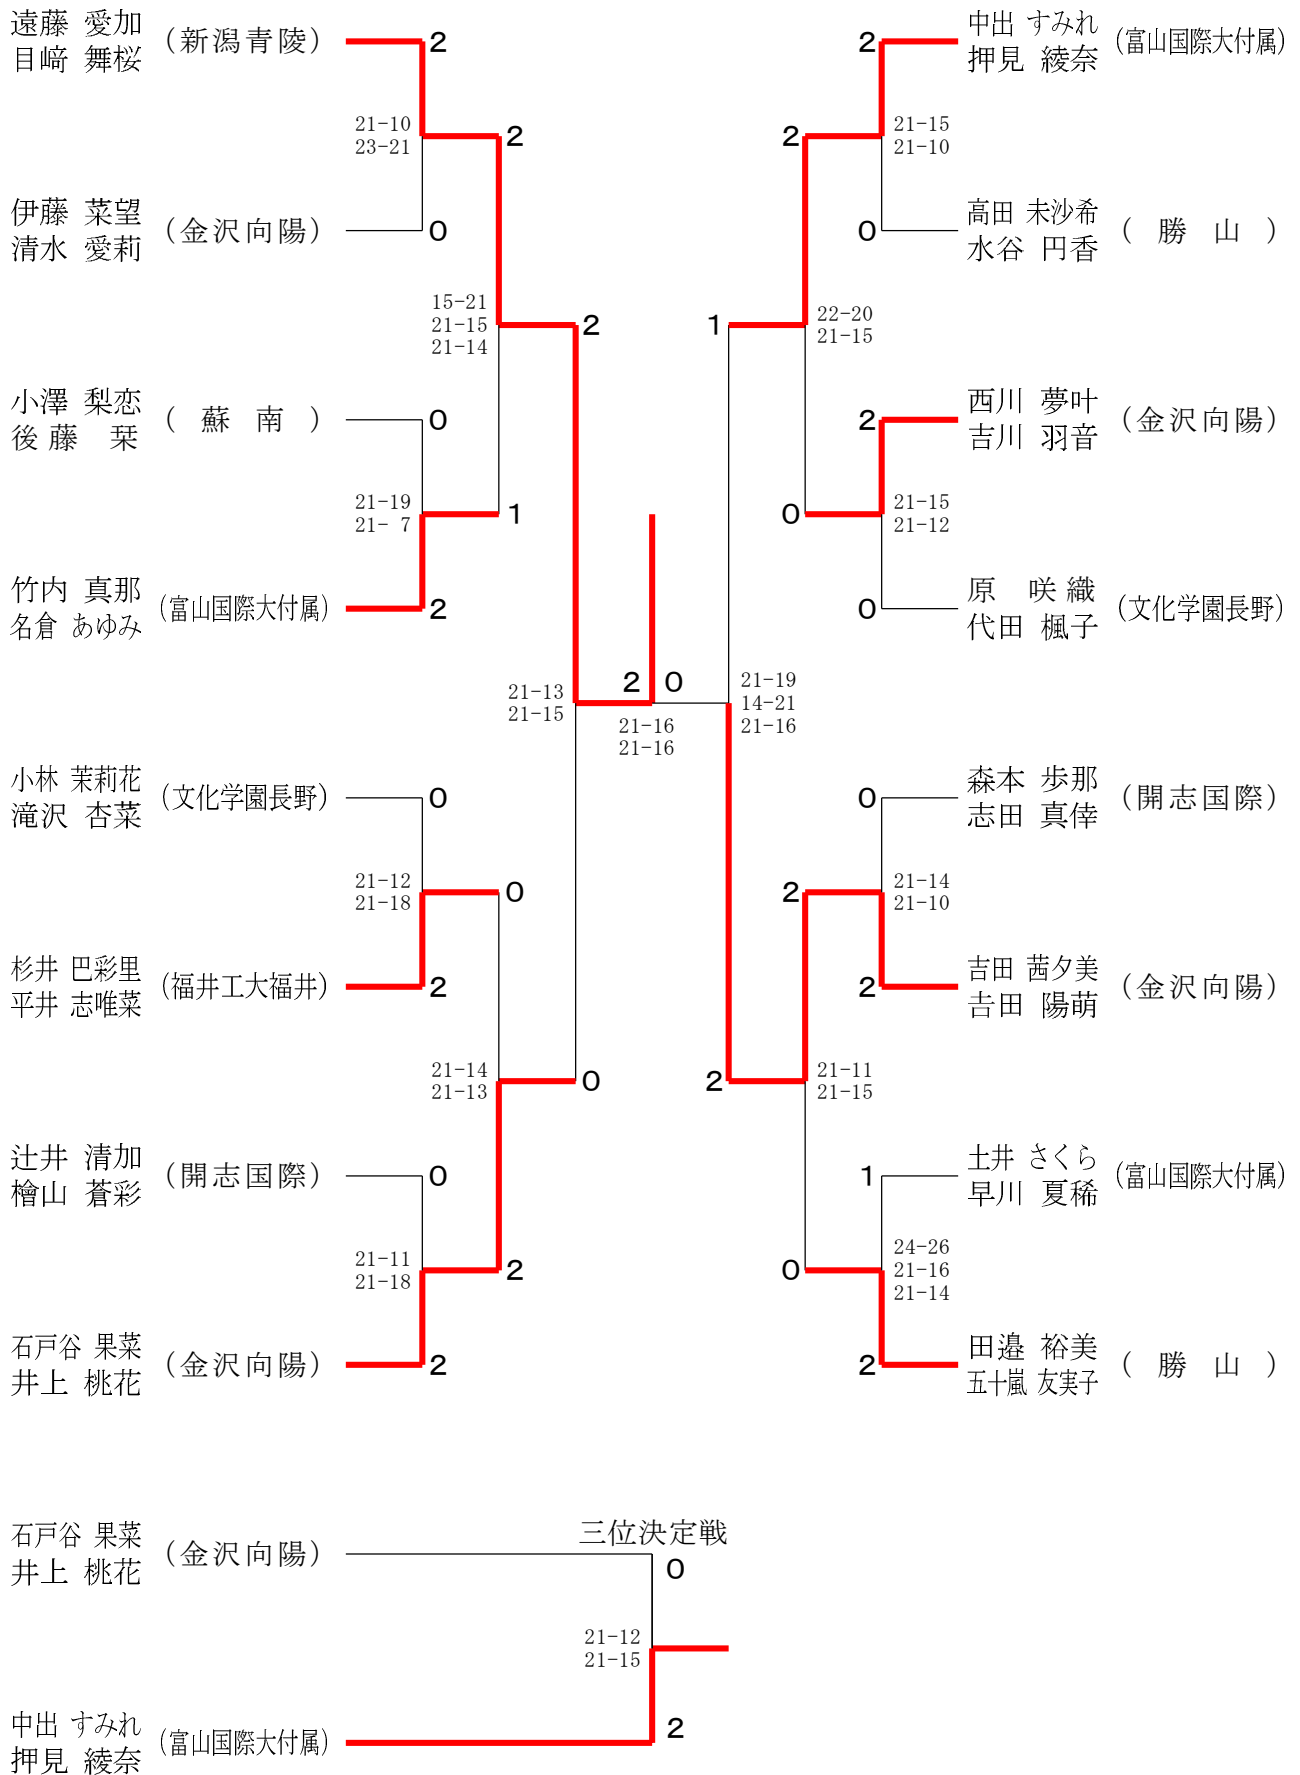 遠藤 愛加
目﨑 舞桜
(新潟青陵)
2
21-10
23-21
2
伊藤 菜望
清水 愛莉
(金沢向陽)
0
15-21
21-15
21-14
2
小澤 梨恋
後藤 栞
( 蘇 南 )
0
21-19
21- 7
1
竹内 真那
名倉 あゆみ
(富山国際大付属)
2
21-13
21-15
2
0
21-16
21-16
小林 茉莉花
滝沢 杏菜
(文化学園長野)
0
21-12
21-18
0
杉井 巴彩里
平井 志唯菜
(福井工大福井)
2
21-14
21-13
0
辻井 清加
檜山 蒼彩
(開志国際)
0
21-11
21-18
2
石戸谷 果菜
井上 桃花
(金沢向陽)
2
中出 すみれ
押見 綾奈
(富山国際大付属)
2
21-15
21-10
2
高田 未沙希
水谷 円香
( 勝 山 )
0
22-20
21-15
1
西川 夢叶
吉川 羽音
(金沢向陽)
2
21-15
21-12
0
原 咲織
代田 楓子
(文化学園長野)
0
21-19
14-21
21-16
森本 歩那
志田 真倖
(開志国際)
0
21-14
21-10
2
吉田 茜夕美
𠮷田 陽萌
(金沢向陽)
2
21-11
21-15
2
土井 さくら
早川 夏稀
(富山国際大付属)
1
24-26
21-16
21-14
0
田邉 裕美
五十嵐 友実子
( 勝 山 )
2
三位決定戦
石戸谷 果菜
井上 桃花
(金沢向陽)
0
21-12
21-15
中出 すみれ
押見 綾奈
(富山国際大付属)
2